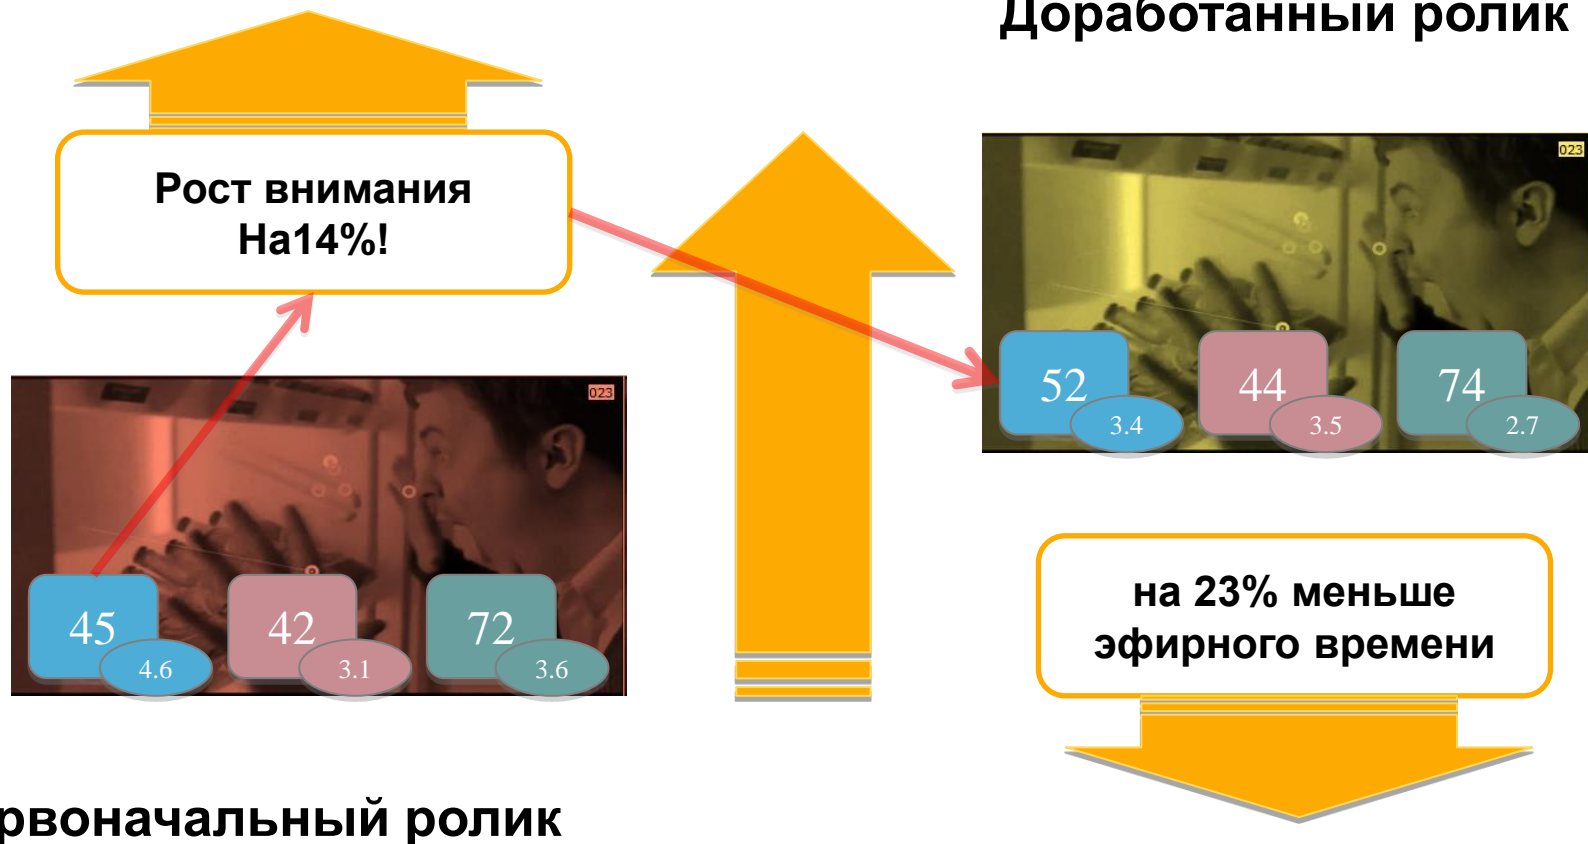 Доработанный ролик
Рост внимания
На14%!
023
52
44
74
3.4
3.5
2.7
023
45
42
72
4.6
3.1
3.6
на 23% меньше
эфирного времени
рвоначальный ролик